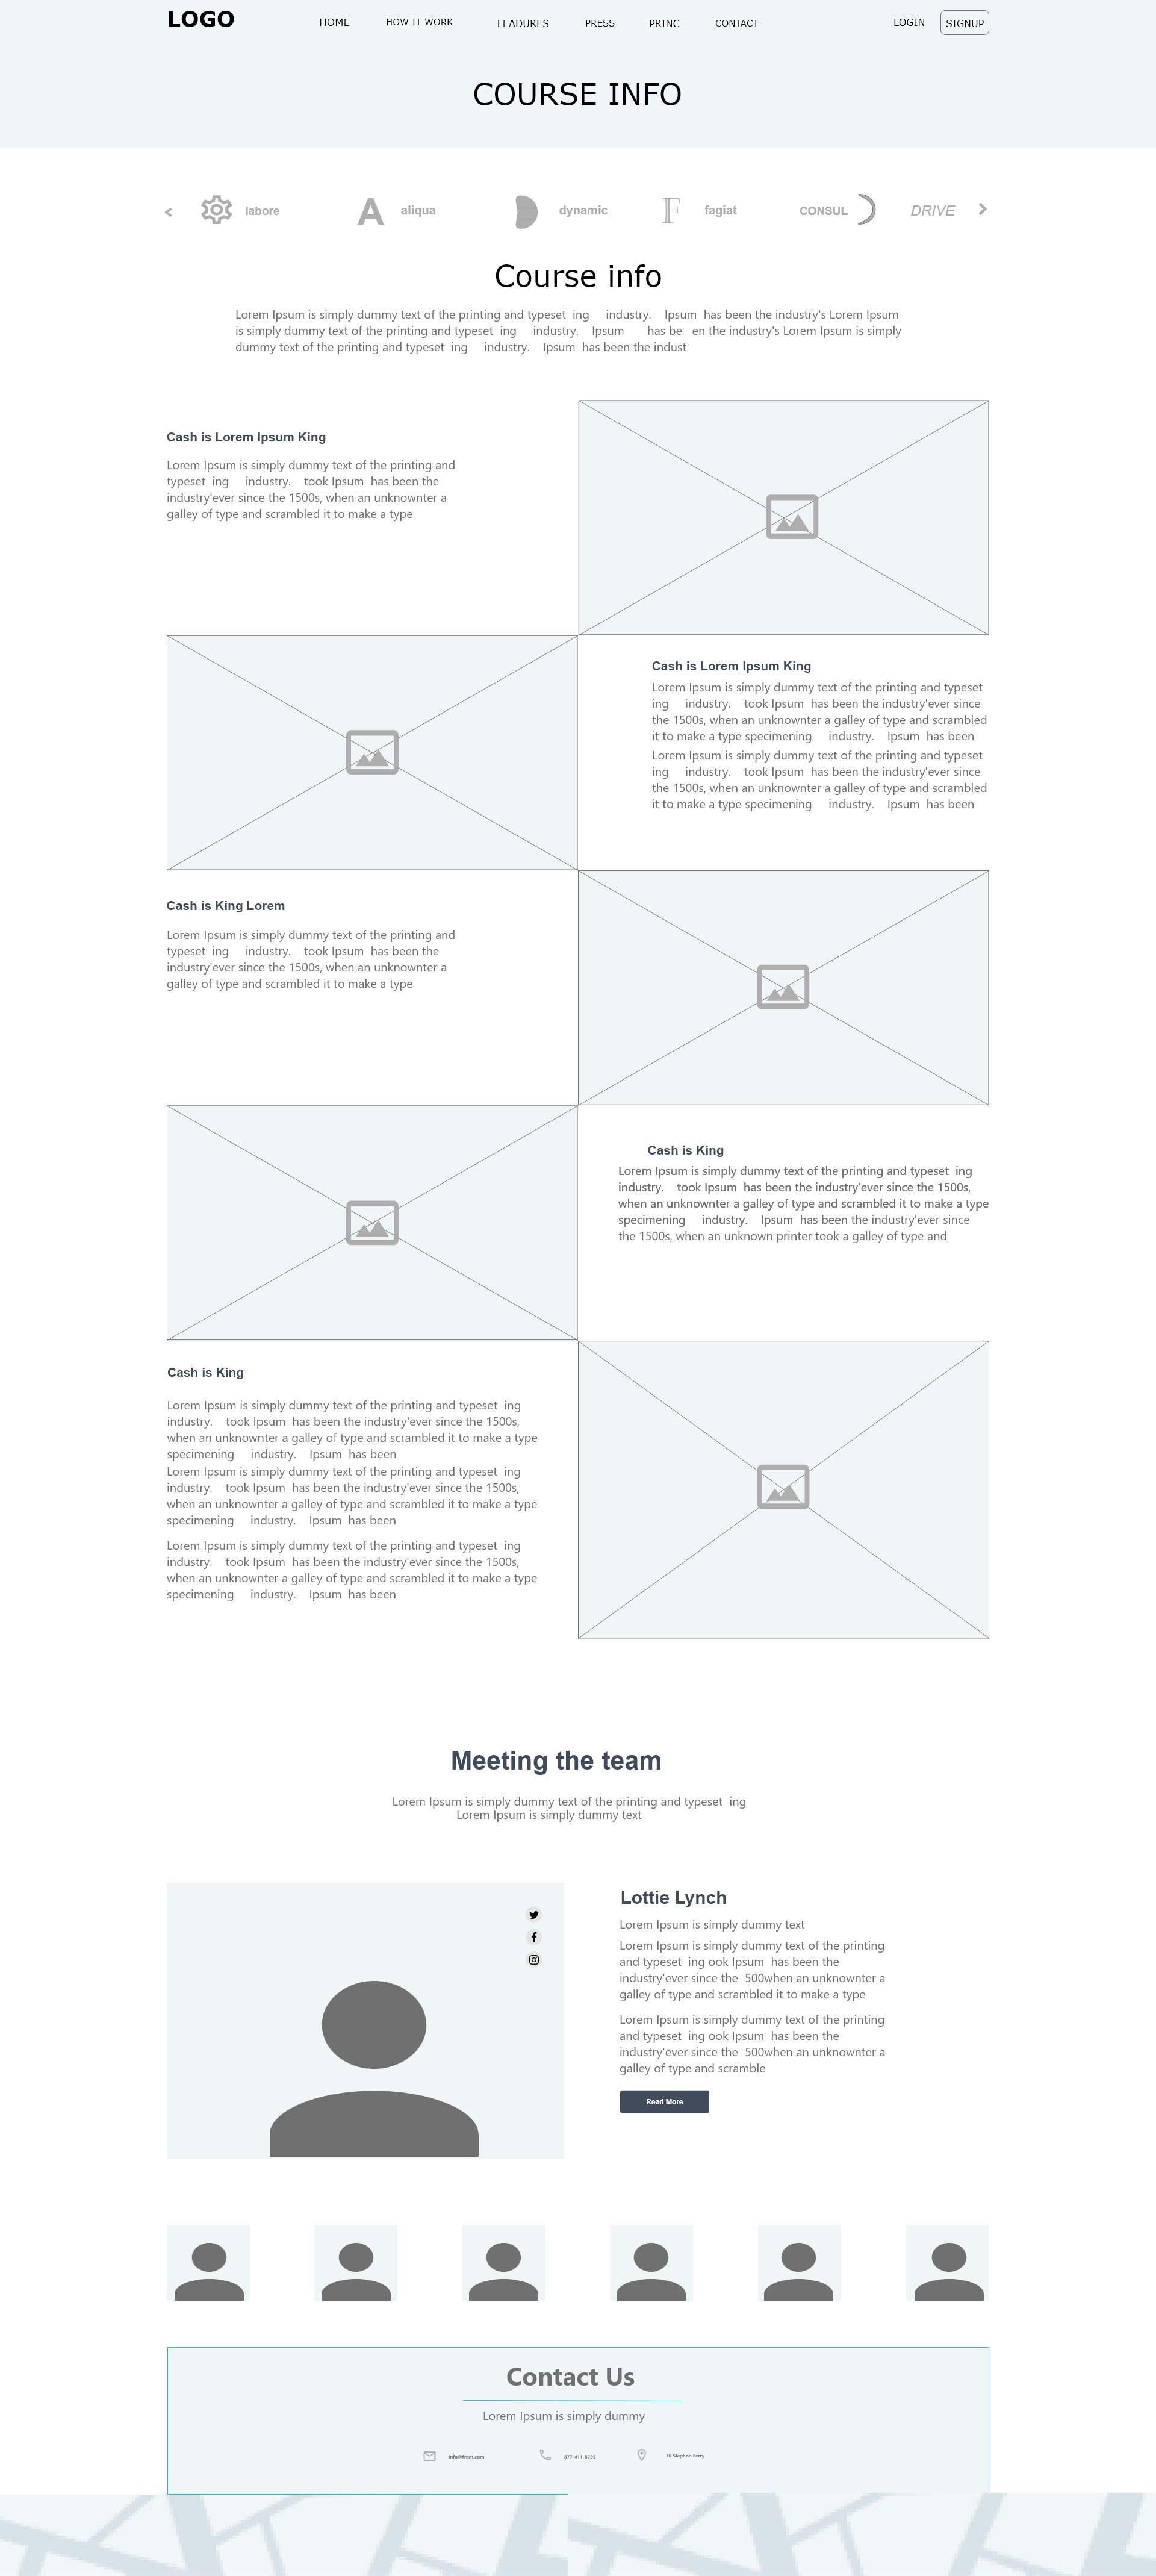 LOGO HOME HOW IT WORK FEADURES PRESS PRINC CONTACT LOGIN SIGNUP
COURSE INFO
< labore A aliqua dynamic F fagiat CONSUL DRIVE >
Course info
Lorem Ipsum is simply dummy text of the printing and typeset ing industry. Ipsum has been the industry's Lorem Ipsum
is simply dummy text of the printing and typeset ing industry. Ipsum has be en the industry's Lorem Ipsum is simply
dummy text of the printing and typeset ing industry. Ipsum has been the indust
Cash is Lorem Ipsum King
Lorem Ipsum is simply dummy text of the printing and
typeset ing industry. took Ipsum has been the
industry'ever since the 1500s, when an unknownter a
galley of type and scrambled it to make a type
Cash is Lorem Ipsum King
Lorem Ipsum is simply dummy text of the printing and typeset
ing industry. took Ipsum has been the industry'ever since
the 1500s, when an unknownter a galley of type and scrambled
it to make a type specimening industry. Ipsum has been
Lorem Ipsum is simply dummy text of the printing and typeset
ing industry. took Ipsum has been the industry'ever since
the 1500s, when an unknownter a galley of type and scrambled
it to make a type specimening industry. Ipsum has been
Cash is King Lorem
Lorem Ipsum is simply dummy text of the printing and
typeset ing industry. took Ipsum has been the
industry'ever since the 1500s, when an unknownter a
galley of type and scrambled it to make a type
Cash is King
Lorem Ipsum is simply dummy text of the printing and typeset ing
industry. took Ipsum has been the industry'ever since the 1500s,
when an unknownter a galley of type and scrambled it to make a type
specimening industry. Ipsum has been the industry'ever since
the 1500s, when an unknown printer took a galley of type and
Cash is King
Lorem Ipsum is simply dummy text of the printing and typeset ing
industry. took Ipsum has been the industry'ever since the 1500s,
when an unknownter a galley of type and scrambled it to make a type
specimening industry. Ipsum has been
Lorem Ipsum is simply dummy text of the printing and typeset ing
industry. took Ipsum has been the industry'ever since the 1500s,
when an unknownter a galley of type and scrambled it to make a type
specimening industry. Ipsum has been
Lorem Ipsum is simply dummy text of the printing and typeset ing
industry. took Ipsum has been the industry'ever since the 1500s,
when an unknownter a galley of type and scrambled it to make a type
specimening industry. Ipsum has been
Meeting the team
Lorem Ipsum is simply dummy text of the printing and typeset ing
Lorem Ipsum is simply dummy text
Lottie Lynch
Lorem Ipsum is simply dummy text
Lorem Ipsum is simply dummy text of the printing
and typeset ing ook Ipsum has been the
industry'ever since the 500when an unknownter a
galley of type and scrambled it to make a type
Lorem Ipsum is simply dummy text of the printing
and typeset ing ook Ipsum has been the
industry'ever since the 500when an unknownter a
galley of type and scramble
Read More
Contact Us
Lorem Ipsum is simply dummy
info@fnom.com 877-411-8795 36 Stephon Ferry